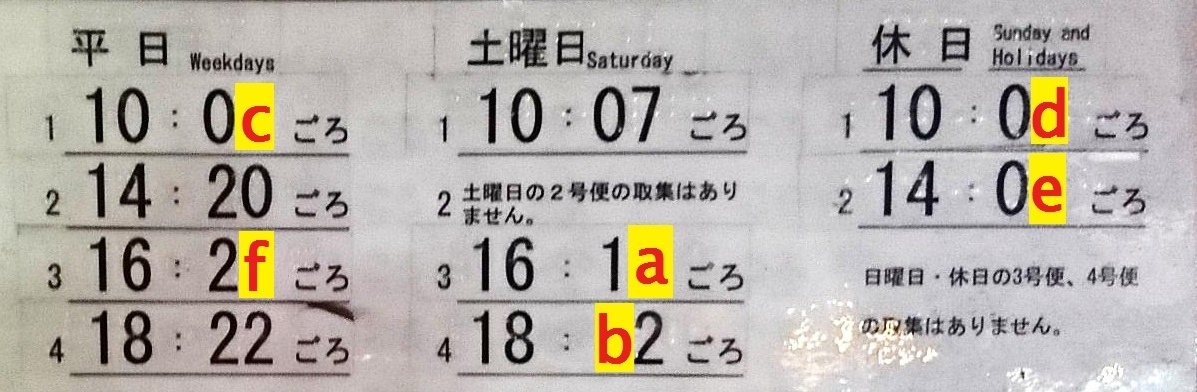 平日 Weekdays
1 10:0c ごろ
2 14:20 ごろ
3 16:2f ごろ
4 18:22 ごろ
土曜日 Saturday
1 10:07 ごろ
2 土曜日の2号便の取集はあり
ません。
3 16:1a ごろ
4 18:b2 ごろ
休日 Sunday and
Holidays
1 10:0d ごろ
2 14:0e ごろ
日曜日・休日の3号便、4号便
の取集はありません。